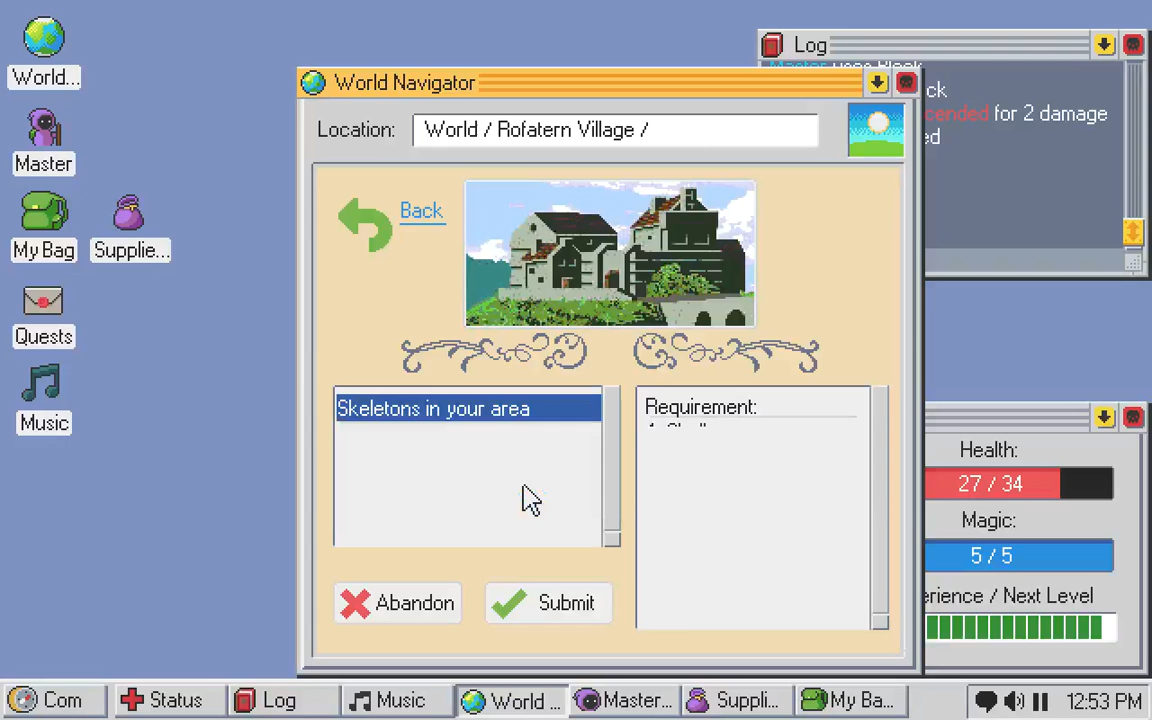 World...
Master
My Bag
Supplie...
Quests
Music
Log
ck
cended for 2 damage
ed
World Navigator
Location:
World / Rofatern Village /
Back
Skeletons in your area
Requirement:
Abandon
Submit
Health:
27 / 34
Magic:
5 / 5
erience / Next Level
Com
Status
Log
Music
World ...
Master...
Suppli...
My Ba...
12:53 PM